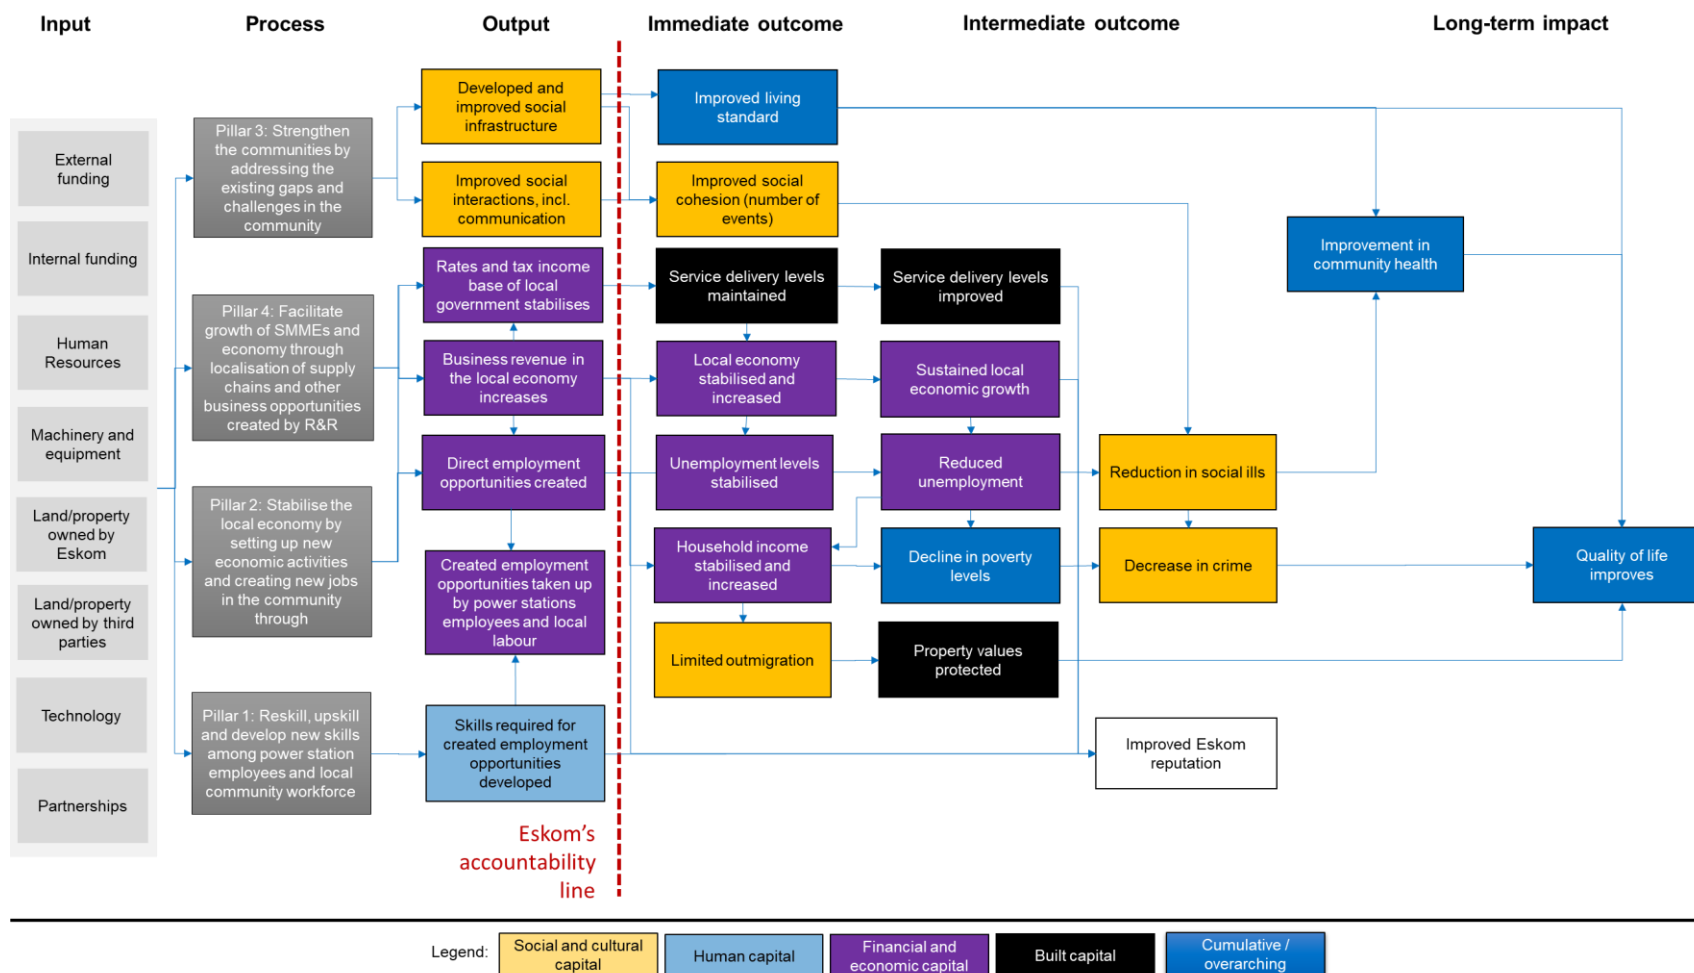 Input
Process
Output
Immediate outcome
Intermediate outcome
Long-term impact
External
funding
Internal funding
Human
Resources
Machinery and
equipment
Land/property
owned by
Eskom
Land/property
owned by third
parties
Technology
Partnerships
Pillar 3: Strengthen
the communities by
addressing the
existing gaps and
challenges in the
community
Pillar 4: Facilitate
growth of SMMEs and
economy through
localisation of supply
chains and other
business opportunities
created by R&R
Pillar 2: Stabilise the
local economy by
setting up new
economic activities
and creating new jobs
in the community
through
Pillar 1: Reskill, upskill
and develop new skills
among power station
employees and local
community workforce
Developed and
improved social
infrastructure
Improved social
interactions, incl.
communication
Rates and tax income
base of local
government stabilises
Business revenue in
the local economy
increases
Direct employment
opportunities created
Created employment
opportunities taken up
by power stations
employees and local
labour
Skills required for
created employment
opportunities
developed
Eskom's
accountability
line
Improved living
standard
Improved social
cohesion (number of
events)
Service delivery levels
maintained
Local economy
stabilised and
increased
Unemployment levels
stabilised
Household income
stabilised and
increased
Limited outmigration
Service delivery levels
improved
Sustained local
economic growth
Reduced
unemployment
Decline in poverty
levels
Property values
protected
Reduction in social ills
Decrease in crime
Improved Eskom
reputation
Improvement in
community health
Quality of life
improves
Legend:
Social and cultural
capital
Human capital
Financial and
economic capital
Built capital
Cumulative /
overarching